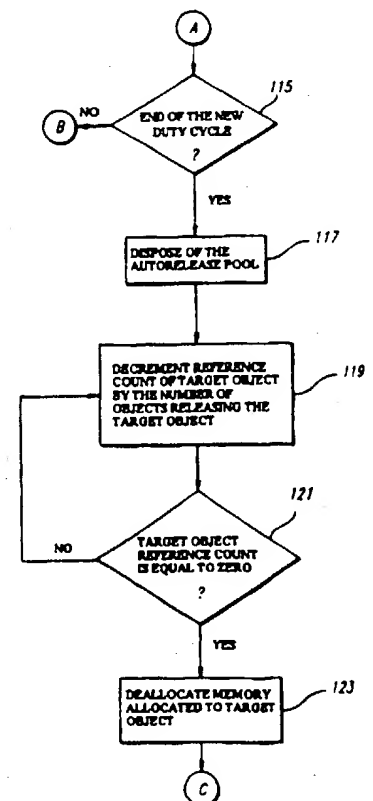 A
115
NO
B
END OF THE NEW
DUTY CYCLE
?
YES
117
DISPOSE OF THE
AUTORELEASE POOL
DECREMENT REFERENCE
COUNT OF TARGET OBJECT
BY THE NUMBER OF
OBJECTS RELEASING THE
TARGET OBJECT
119
121
NO
TARGET OBJECT
REFERENCE COUNT
IS EQUAL TO ZERO
?
YES
123
DEALLOCATE MEMORY
ALLOCATED TO TARGET
OBJECT
C